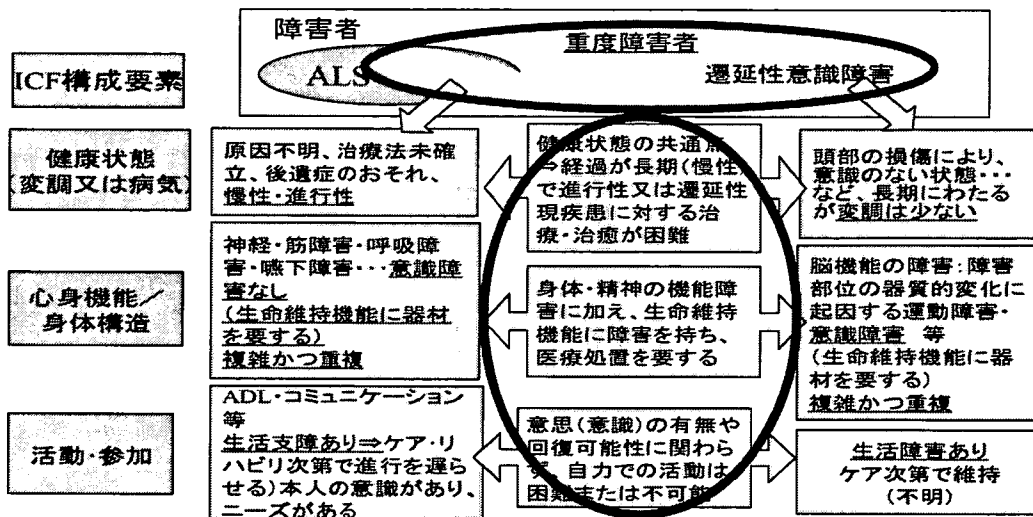 障害者
重度障害者
ALS
遷延性意識障害
ICF構成要素
健康状態
(変調又は病気)
原因不明、治療法未確
立、後遺症のおそれ、
慢性・進行性
健康状態の共通点
⇒経過が長期(慢性)
で進行性又は遷延性
現疾患に対する治
療・治癒が困難
頭部の損傷により、
意識のない状態・・・
など、長期にわたる
が変調は少ない
心身機能／
身体構造
神経・筋障害・呼吸障
害・嚥下障害・・・意識障
害なし
(生命維持機能に器材
を要する)
複雑かつ重複
身体・精神の機能障
害に加え、生命維持
機能に障害を持ち、
医療処置を要する
脳機能の障害:障害
部位の器質的変化に
起因する運動障害・
意識障害 等
(生命維持機能に器
材を要する)
複雑かつ重複
活動・参加
ADL・コミュニケーション
等
生活支障あり⇒ケア・リ
ハビリ次第で進行を遅ら
せる)本人の意識があり、
ニーズがある
意思(意識)の有無や
回復可能性に関わら
ず、自力での活動は
困難または不可能
生活障害あり
ケア次第で維持
(不明)